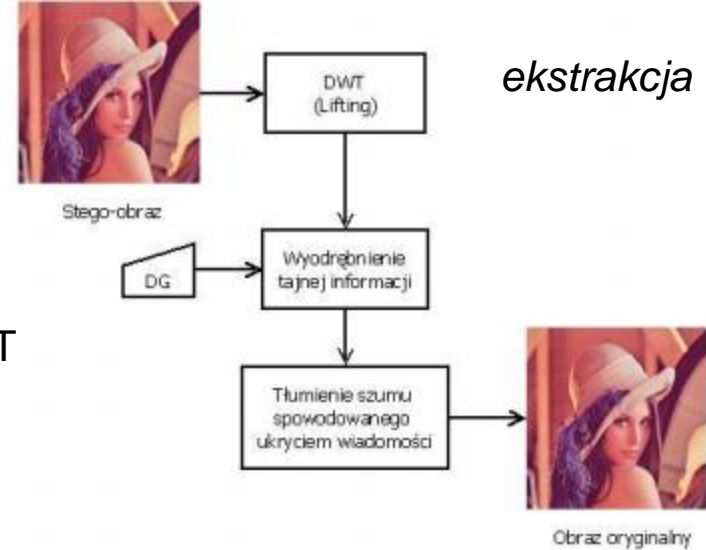 ekstrakcja
DWT
(Lifting)
Stego-obraz
Wyodrębnienie
tajnej informacji
DG
T
Tłumienie szumu
spowodowanego
ukryciem wiadomości
Obraz oryginalny